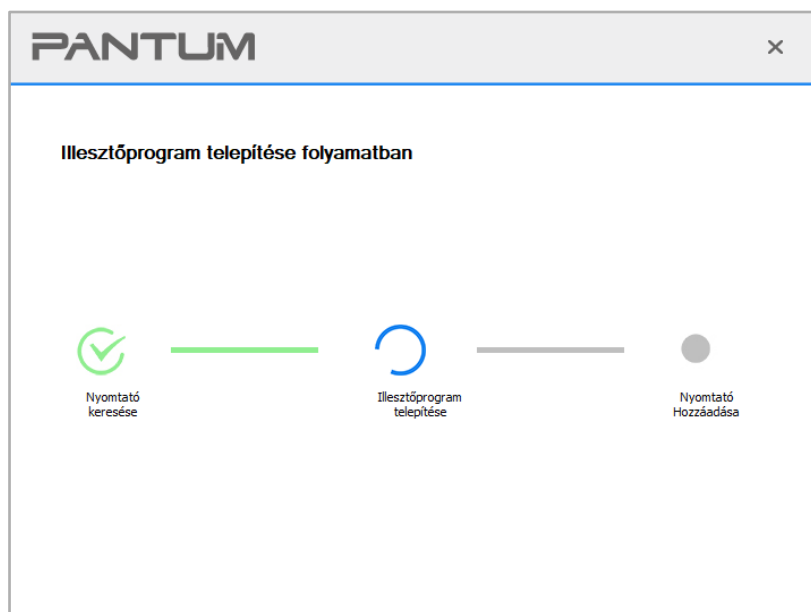 PANTUM
Illesztőprogram telepítése folyamatban
Nyomtató
keresése
Illesztőprogram
telepítése
Nyomtató
Hozzáadása